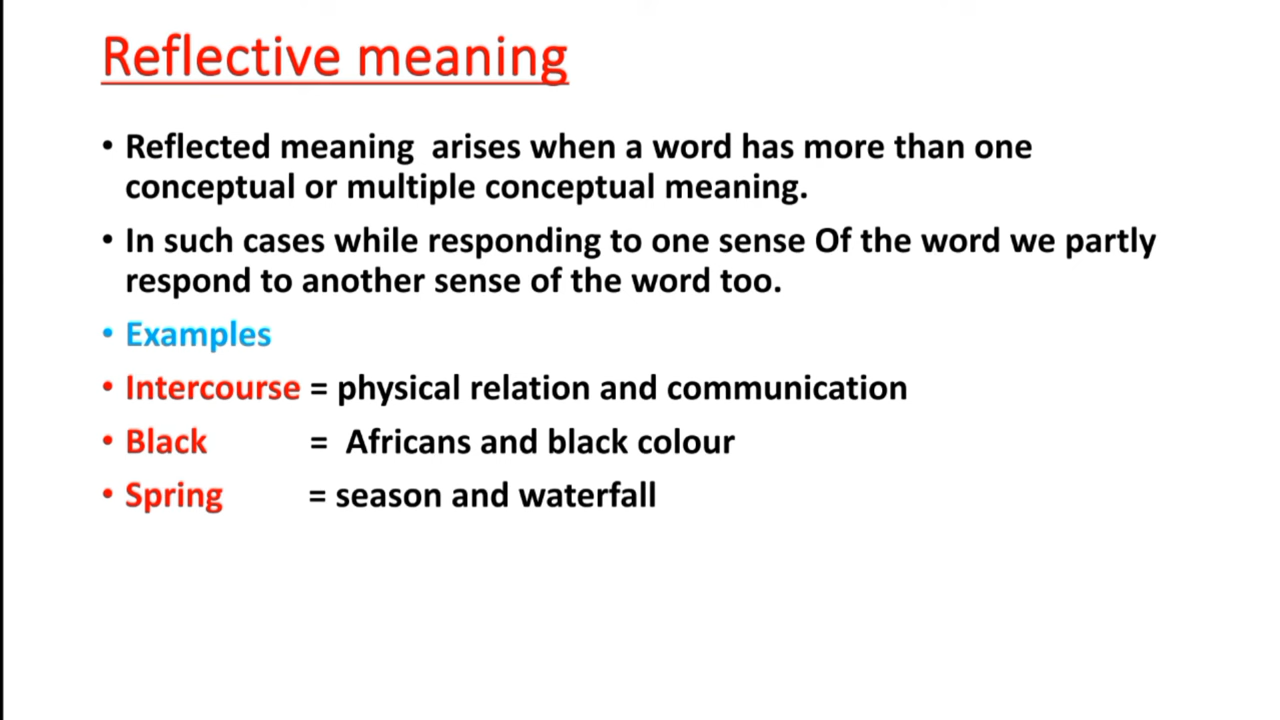 Reflective meaning
• Reflected meaning arises when a word has more than one
conceptual or multiple conceptual meaning.
• In such cases while responding to one sense Of the word we partly
respond to another sense of the word too.
• Examples
• Intercourse = physical relation and communication
• Black = Africans and black colour
• Spring = season and waterfall